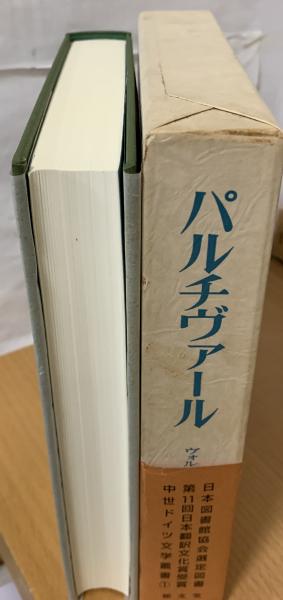 パルチヴァール
ヴォル
日本図書館協会選定図書
第11回日本翻訳文化賞受賞
中世ドイツ文学叢書①